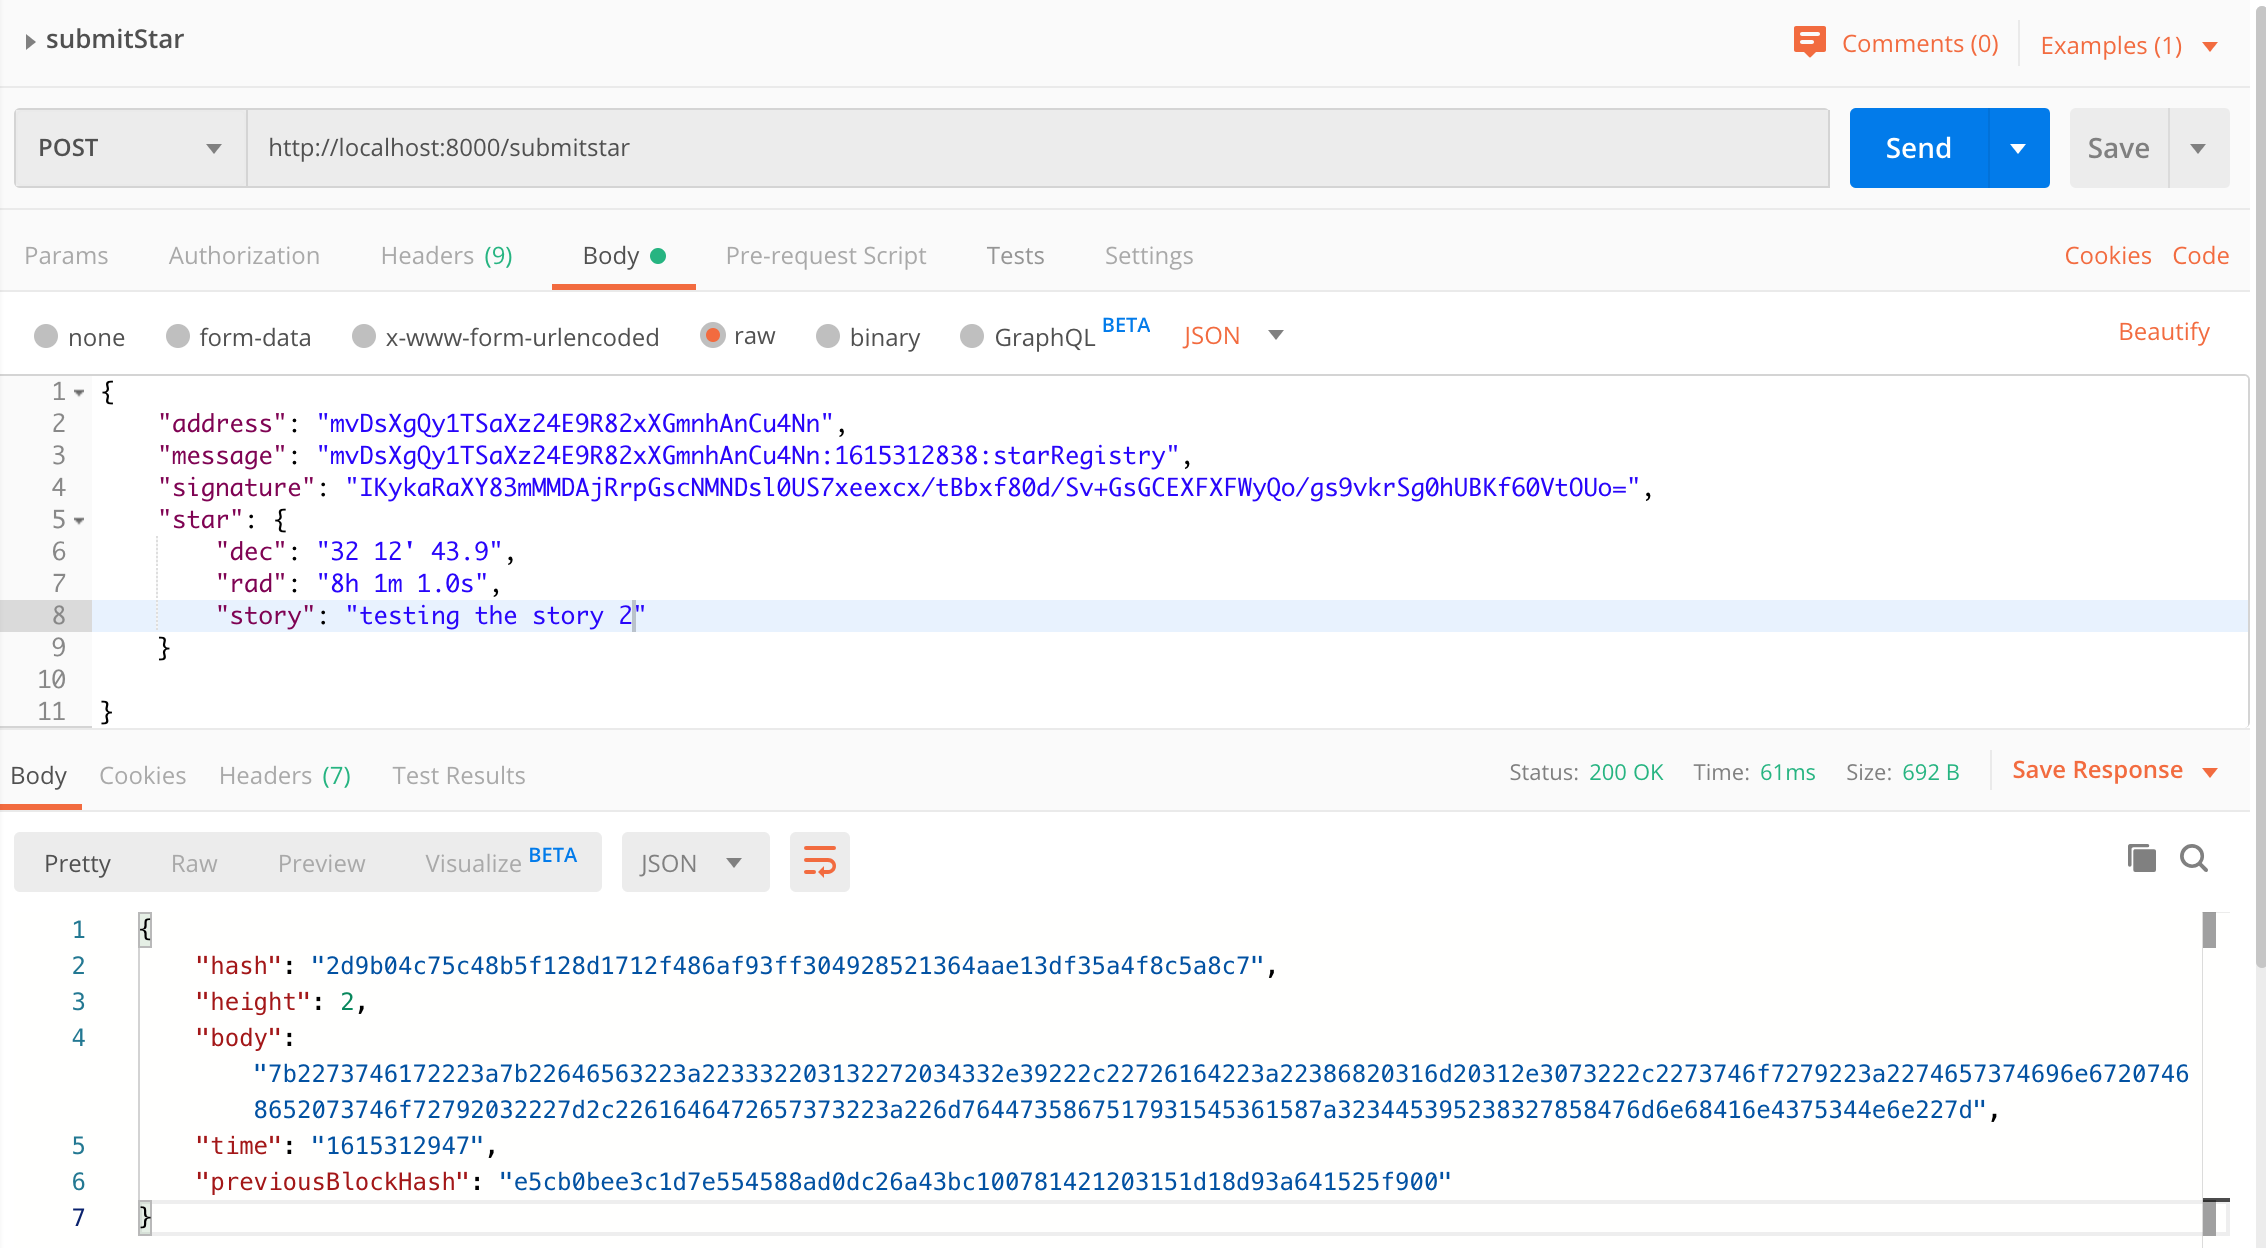 submitStar
Comments (0) Examples (1)
POST http://localhost:8000/submitstar Send Save
Params Authorization Headers (9) Body Pre-request Script Tests Settings Cookies Code
none form-data x-www-form-urlencoded raw binary GraphQL BETA JSON Beautify
1 {
2 "address": "mvDsXgQy1TSaXz24E9R82xXGmnhAnCu4Nn",
3 "message": "mvDsXgQy1TSaXz24E9R82xXGmnhAnCu4Nn:1615312838:starRegistry",
4 "signature": "IKykaRaXY83mMMDAjRrpGscNMNDsl0US7xeexcx/tBbxf80d/Sv+GsGCEXFXFWyQo/gs9vkrSg0hUBKf60VtOUo=",
5 "star": {
6 "dec": "32 12' 43.9",
7 "rad": "8h 1m 1.0s",
8 "story": "testing the story 2"
9 }
10
11 }
Body Cookies Headers (7) Test Results Status: 200 OK Time: 61ms Size: 692 B Save Response
Pretty Raw Preview Visualize BETA JSON
1 {
2 "hash": "2d9b04c75c48b5f128d1712f486af93ff304928521364aae13df35a4f8c5a8c7",
3 "height": 2,
4 "body":
"7b2273746172223a7b22646563223a223332203132272034332e39222c22726164223a22386820316d20312e3073222c2273746f7279223a2274657374696e6720746
8652073746f72792032227d2c2261646472657373223a226d76447358675179315453615​87a323445395238327858476d6e68416e4375344e6e227d",
5 "time": "1615312947",
6 "previousBlockHash": "e5cb0bee3c1d7e554588ad0dc26a43bc100781421203151d18d93a641525f900"
7 }